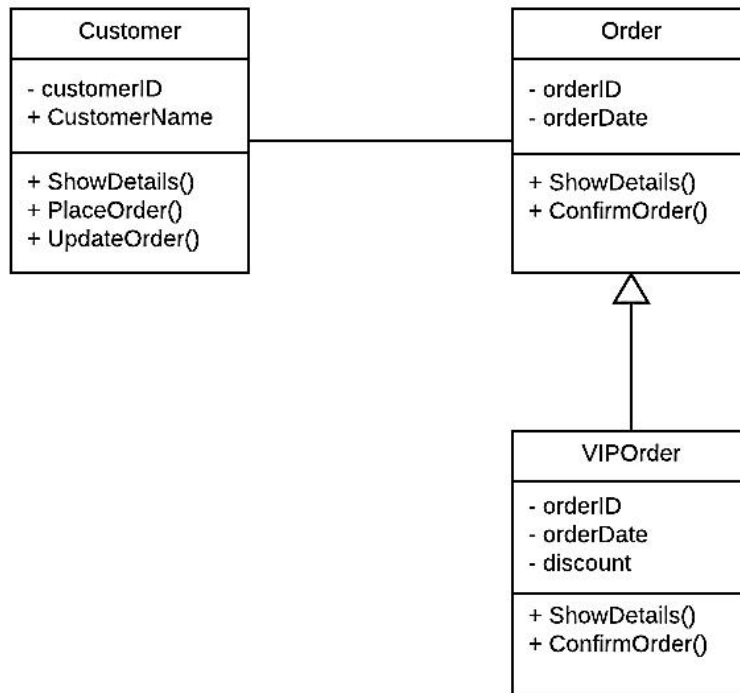 Customer
- customerID
+ CustomerName
+ ShowDetails()
+ PlaceOrder()
+ UpdateOrder()
Order
- orderID
- orderDate
+ ShowDetails()
+ ConfirmOrder()
VIPOrder
- orderID
- orderDate
- discount
+ ShowDetails()
+ ConfirmOrder()